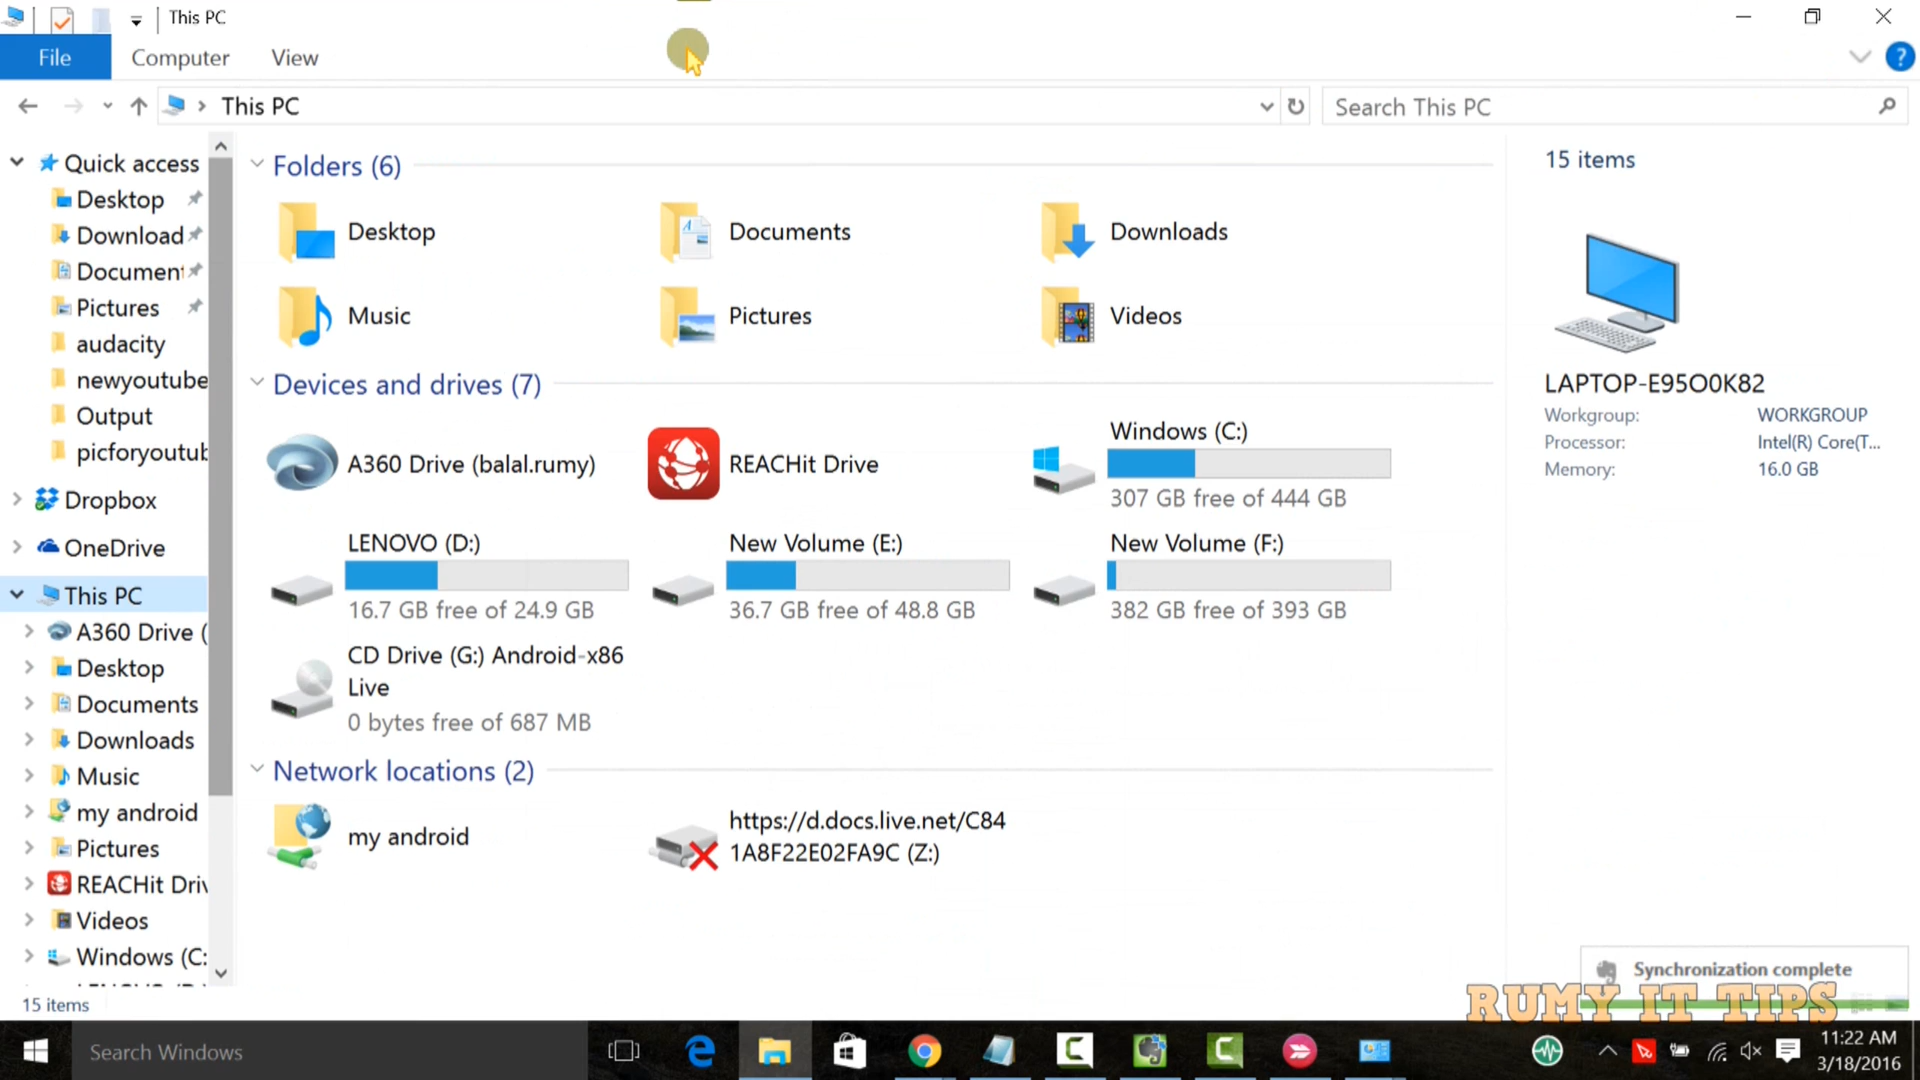 This PC
File
Computer
View
This PC
Search This PC
Quick access
Desktop
Download
Document
Pictures
audacity
newyoutube
Output
picforyoutub
Dropbox
OneDrive
This PC
A360 Drive (
Desktop
Documents
Downloads
Music
my android
Pictures
REACHit Driv
Videos
Windows (C:
15 items
Folders (6)
Desktop
Documents
Downloads
Music
Pictures
Videos
Devices and drives (7)
A360 Drive (balal.rumy)
REACHit Drive
Windows (C:)
307 GB free of 444 GB
LENOVO (D:)
16.7 GB free of 24.9 GB
New Volume (E:)
36.7 GB free of 48.8 GB
New Volume (F:)
382 GB free of 393 GB
CD Drive (G:) Android-x86
Live
0 bytes free of 687 MB
Network locations (2)
my android
https://d.docs.live.net/C84
1A8F22E02FA9C (Z:)
15 items
LAPTOP-E95O0K82
Workgroup: WORKGROUP
Processor: Intel(R) Core(T...
Memory: 16.0 GB
Synchronization complete
RUMY IT TIPS
Search Windows
11:22 AM
3/18/2016